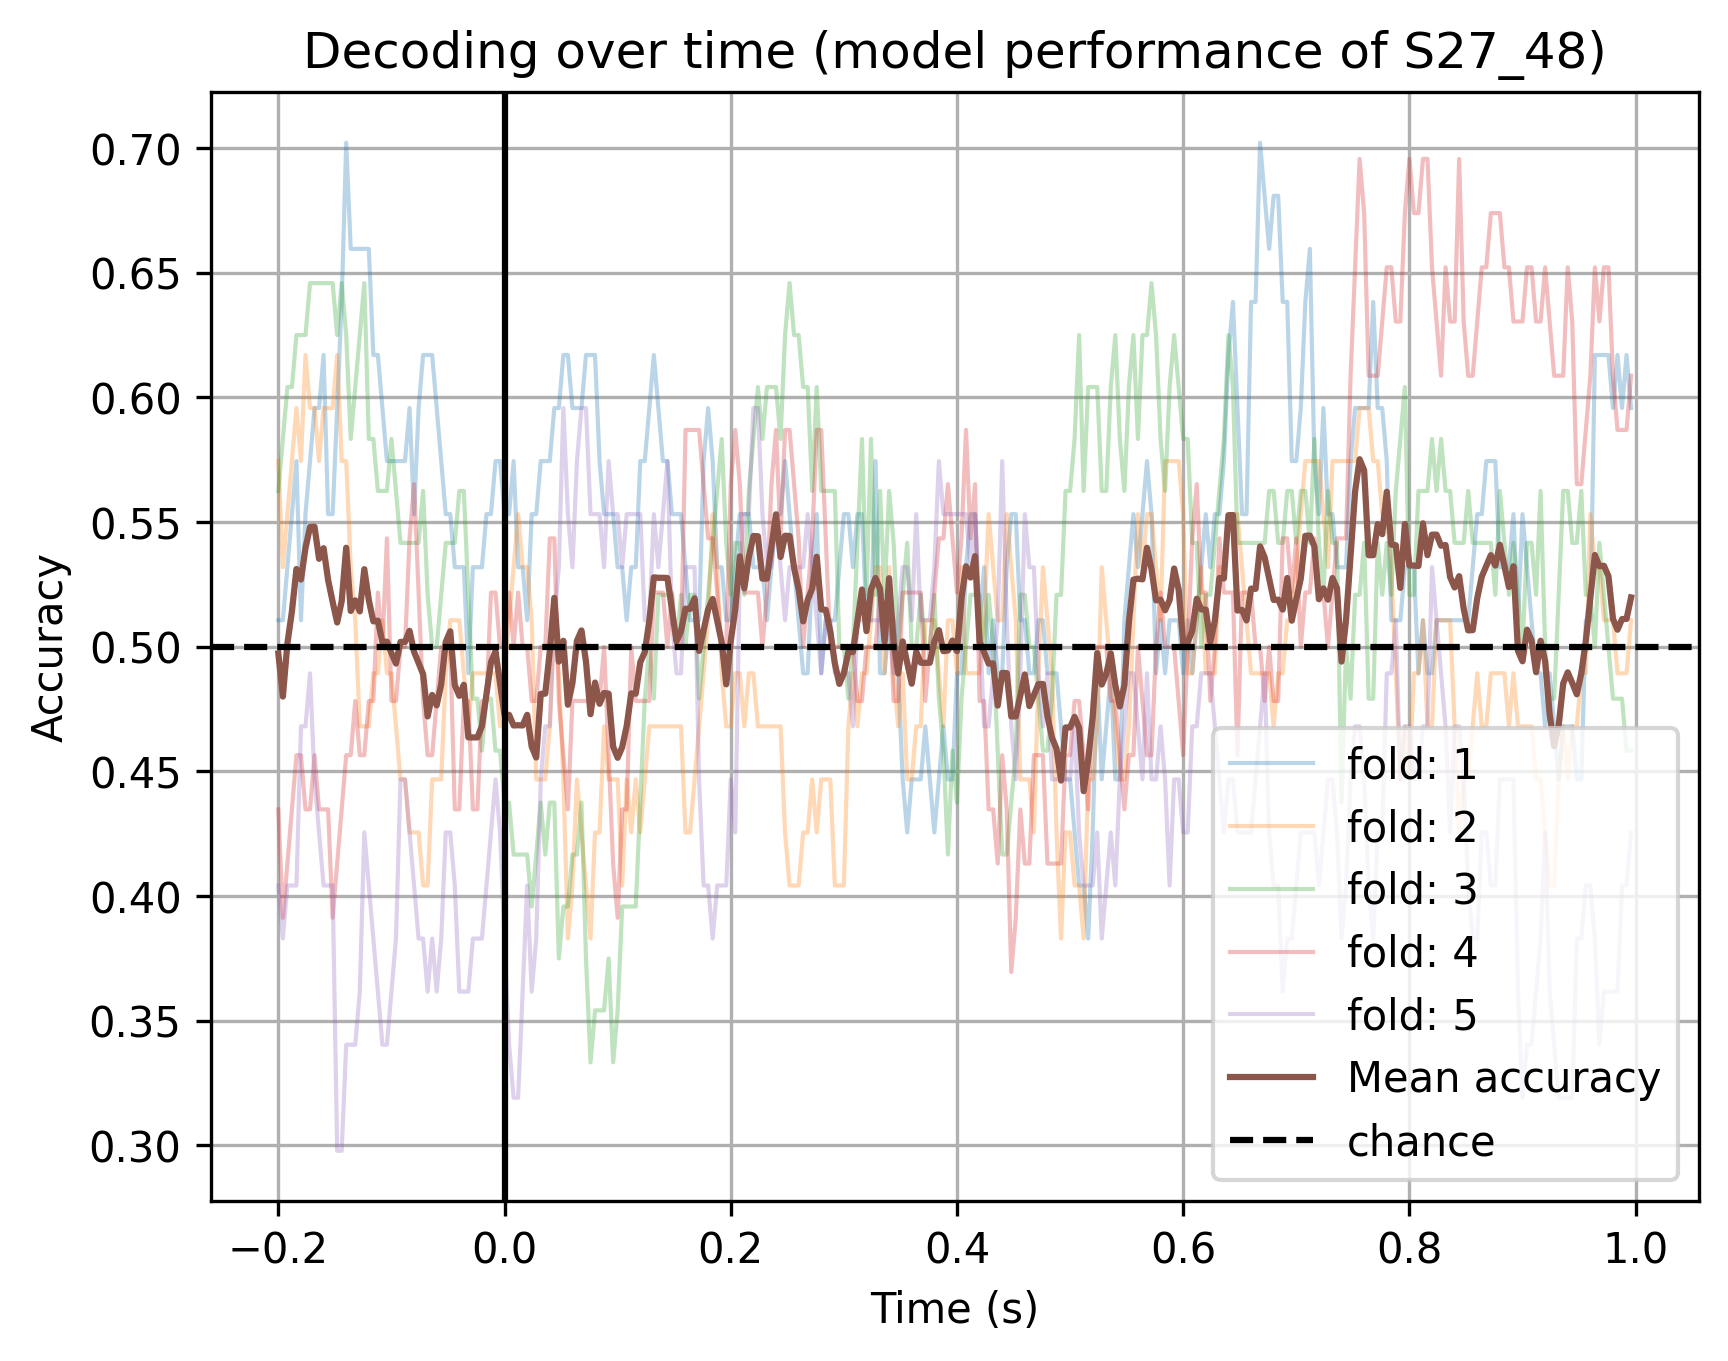 Decoding over time (model performance of S27_48)
0.70
0.65
0.60
0.55
0.50
0.45
0.40
0.35
0.30
Accuracy
fold: 1
fold: 2
fold: 3
fold: 4
fold: 5
Mean accuracy
chance
−0.2 0.0 0.2 0.4 0.6 0.8 1.0
Time (s)